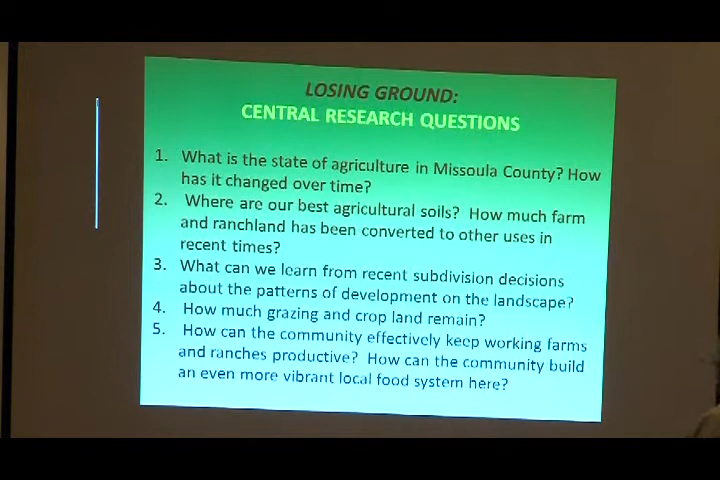 LOSING GROUND:
CENTRAL RESEARCH QUESTIONS
1. What is the state of agriculture in Missoula County? How
has it changed over time?
2. Where are our best agricultural soils? How much farm
and ranchland has been converted to other uses in
recent times?
3. What can we learn from recent subdivision decisions
about the patterns of development on the landscape?
4. How much grazing and crop land remain?
5. How can the community effectively keep working farms
and ranches productive? How can the community build
an even more vibrant local food system here?